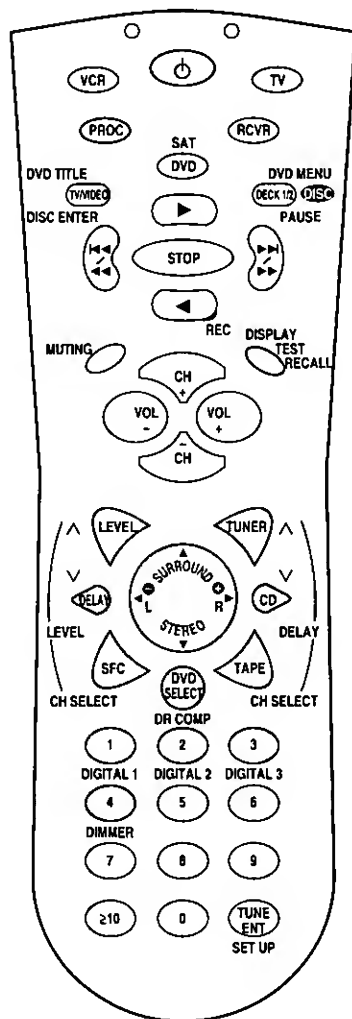 VCR TV
PROC RCVR
SAT
DVD
DVD TITLE DVD MENU
TV/VIDEO DECK 1/2 DISC
DISC ENTER PAUSE
STOP
REC
DISPLAY
MUTING TEST
RECALL
CH
+
VOL VOL
- +
-
CH
LEVEL TUNER
SURROUND
DELAY L R CD
STEREO
LEVEL DELAY
SFC DVD SELECT TAPE
CH SELECT CH SELECT
DR COMP
1 2 3
DIGITAL 1 DIGITAL 2 DIGITAL 3
4 5 6
DIMMER
7 8 9
≥10 0 TUNE ENT
SET UP